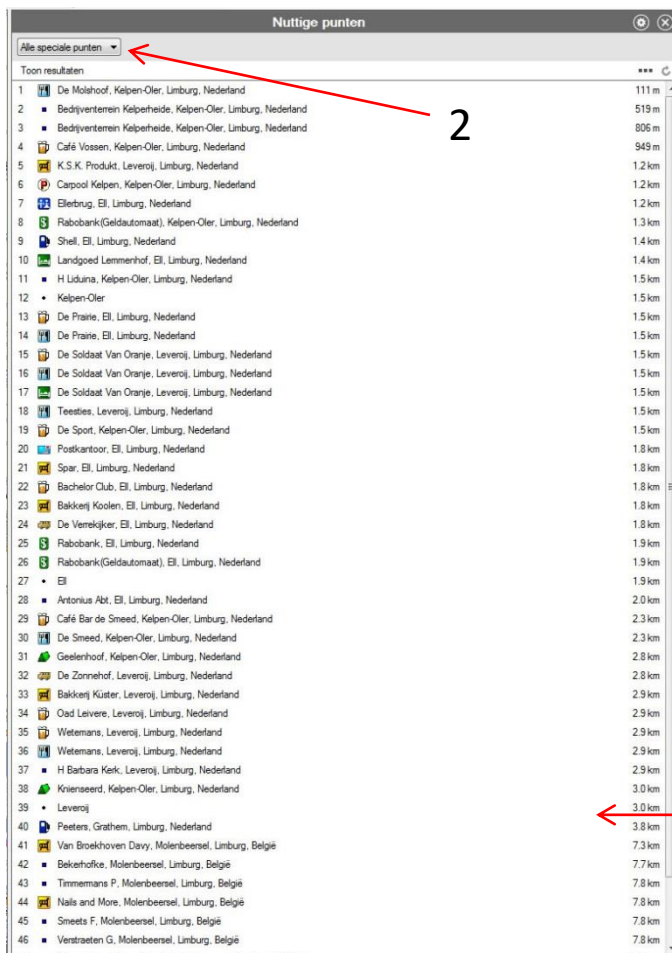 Nuttige punten
Alle speciale punten
2
Toon resultaten
1 De Molshoof, Kelpen-Oler, Limburg, Nederland 111 m
2 Bedrijventerrein Kelperheide, Kelpen-Oler, Limburg, Nederland 519 m
3 Bedrijventerrein Kelperheide, Kelpen-Oler, Limburg, Nederland 806 m
4 Café Vossen, Kelpen-Oler, Limburg, Nederland 949 m
5 K.S.K. Produkt, Leveroij, Limburg, Nederland 1.2 km
6 Carpool Kelpen, Kelpen-Oler, Limburg, Nederland 1.2 km
7 Ellerbrug, Ell, Limburg, Nederland 1.2 km
8 Rabobank(Geldautomaat), Kelpen-Oler, Limburg, Nederland 1.3 km
9 Shell, Ell, Limburg, Nederland 1.4 km
10 Landgoed Lemmenhof, Ell, Limburg, Nederland 1.4 km
11 H Liduina, Kelpen-Oler, Limburg, Nederland 1.5 km
12 Kelpen-Oler 1.5 km
13 De Prairie, Ell, Limburg, Nederland 1.5 km
14 De Prairie, Ell, Limburg, Nederland 1.5 km
15 De Soldaat Van Oranje, Leveroij, Limburg, Nederland 1.5 km
16 De Soldaat Van Oranje, Leveroij, Limburg, Nederland 1.5 km
17 De Soldaat Van Oranje, Leveroij, Limburg, Nederland 1.5 km
18 Teesties, Leveroij, Limburg, Nederland 1.5 km
19 De Sport, Kelpen-Oler, Limburg, Nederland 1.5 km
20 Postkantoor, Ell, Limburg, Nederland 1.8 km
21 Spar, Ell, Limburg, Nederland 1.8 km
22 Bachelor Club, Ell, Limburg, Nederland 1.8 km
23 Bakkerij Koolen, Ell, Limburg, Nederland 1.8 km
24 De Verrekijker, Ell, Limburg, Nederland 1.8 km
25 Rabobank, Ell, Limburg, Nederland 1.9 km
26 Rabobank(Geldautomaat), Ell, Limburg, Nederland 1.9 km
27 Ell 1.9 km
28 Antonius Abt, Ell, Limburg, Nederland 2.0 km
29 Café Bar de Smeed, Kelpen-Oler, Limburg, Nederland 2.3 km
30 De Smeed, Kelpen-Oler, Limburg, Nederland 2.3 km
31 Geelenhoof, Kelpen-Oler, Limburg, Nederland 2.8 km
32 De Zonnehof, Leveroij, Limburg, Nederland 2.8 km
33 Bakkerij Küster, Leveroij, Limburg, Nederland 2.9 km
34 Oad Leivere, Leveroij, Limburg, Nederland 2.9 km
35 Wetemans, Leveroij, Limburg, Nederland 2.9 km
36 Wetemans, Leveroij, Limburg, Nederland 2.9 km
37 H Barbara Kerk, Leveroij, Limburg, Nederland 2.9 km
38 Knienseerd, Kelpen-Oler, Limburg, Nederland 3.0 km
39 Leveroij 3.0 km
40 Peeters, Grathem, Limburg, Nederland 3.8 km
41 Van Broekhoven Davy, Molenbeersel, Limburg, België 7.3 km
42 Bekerhofke, Molenbeersel, Limburg, België 7.7 km
43 Timmermans P, Molenbeersel, Limburg, België 7.8 km
44 Nails and More, Molenbeersel, Limburg, België 7.8 km
45 Smeets F, Molenbeersel, Limburg, België 7.8 km
46 Verstraeten G, Molenbeersel, Limburg, België 7.8 km